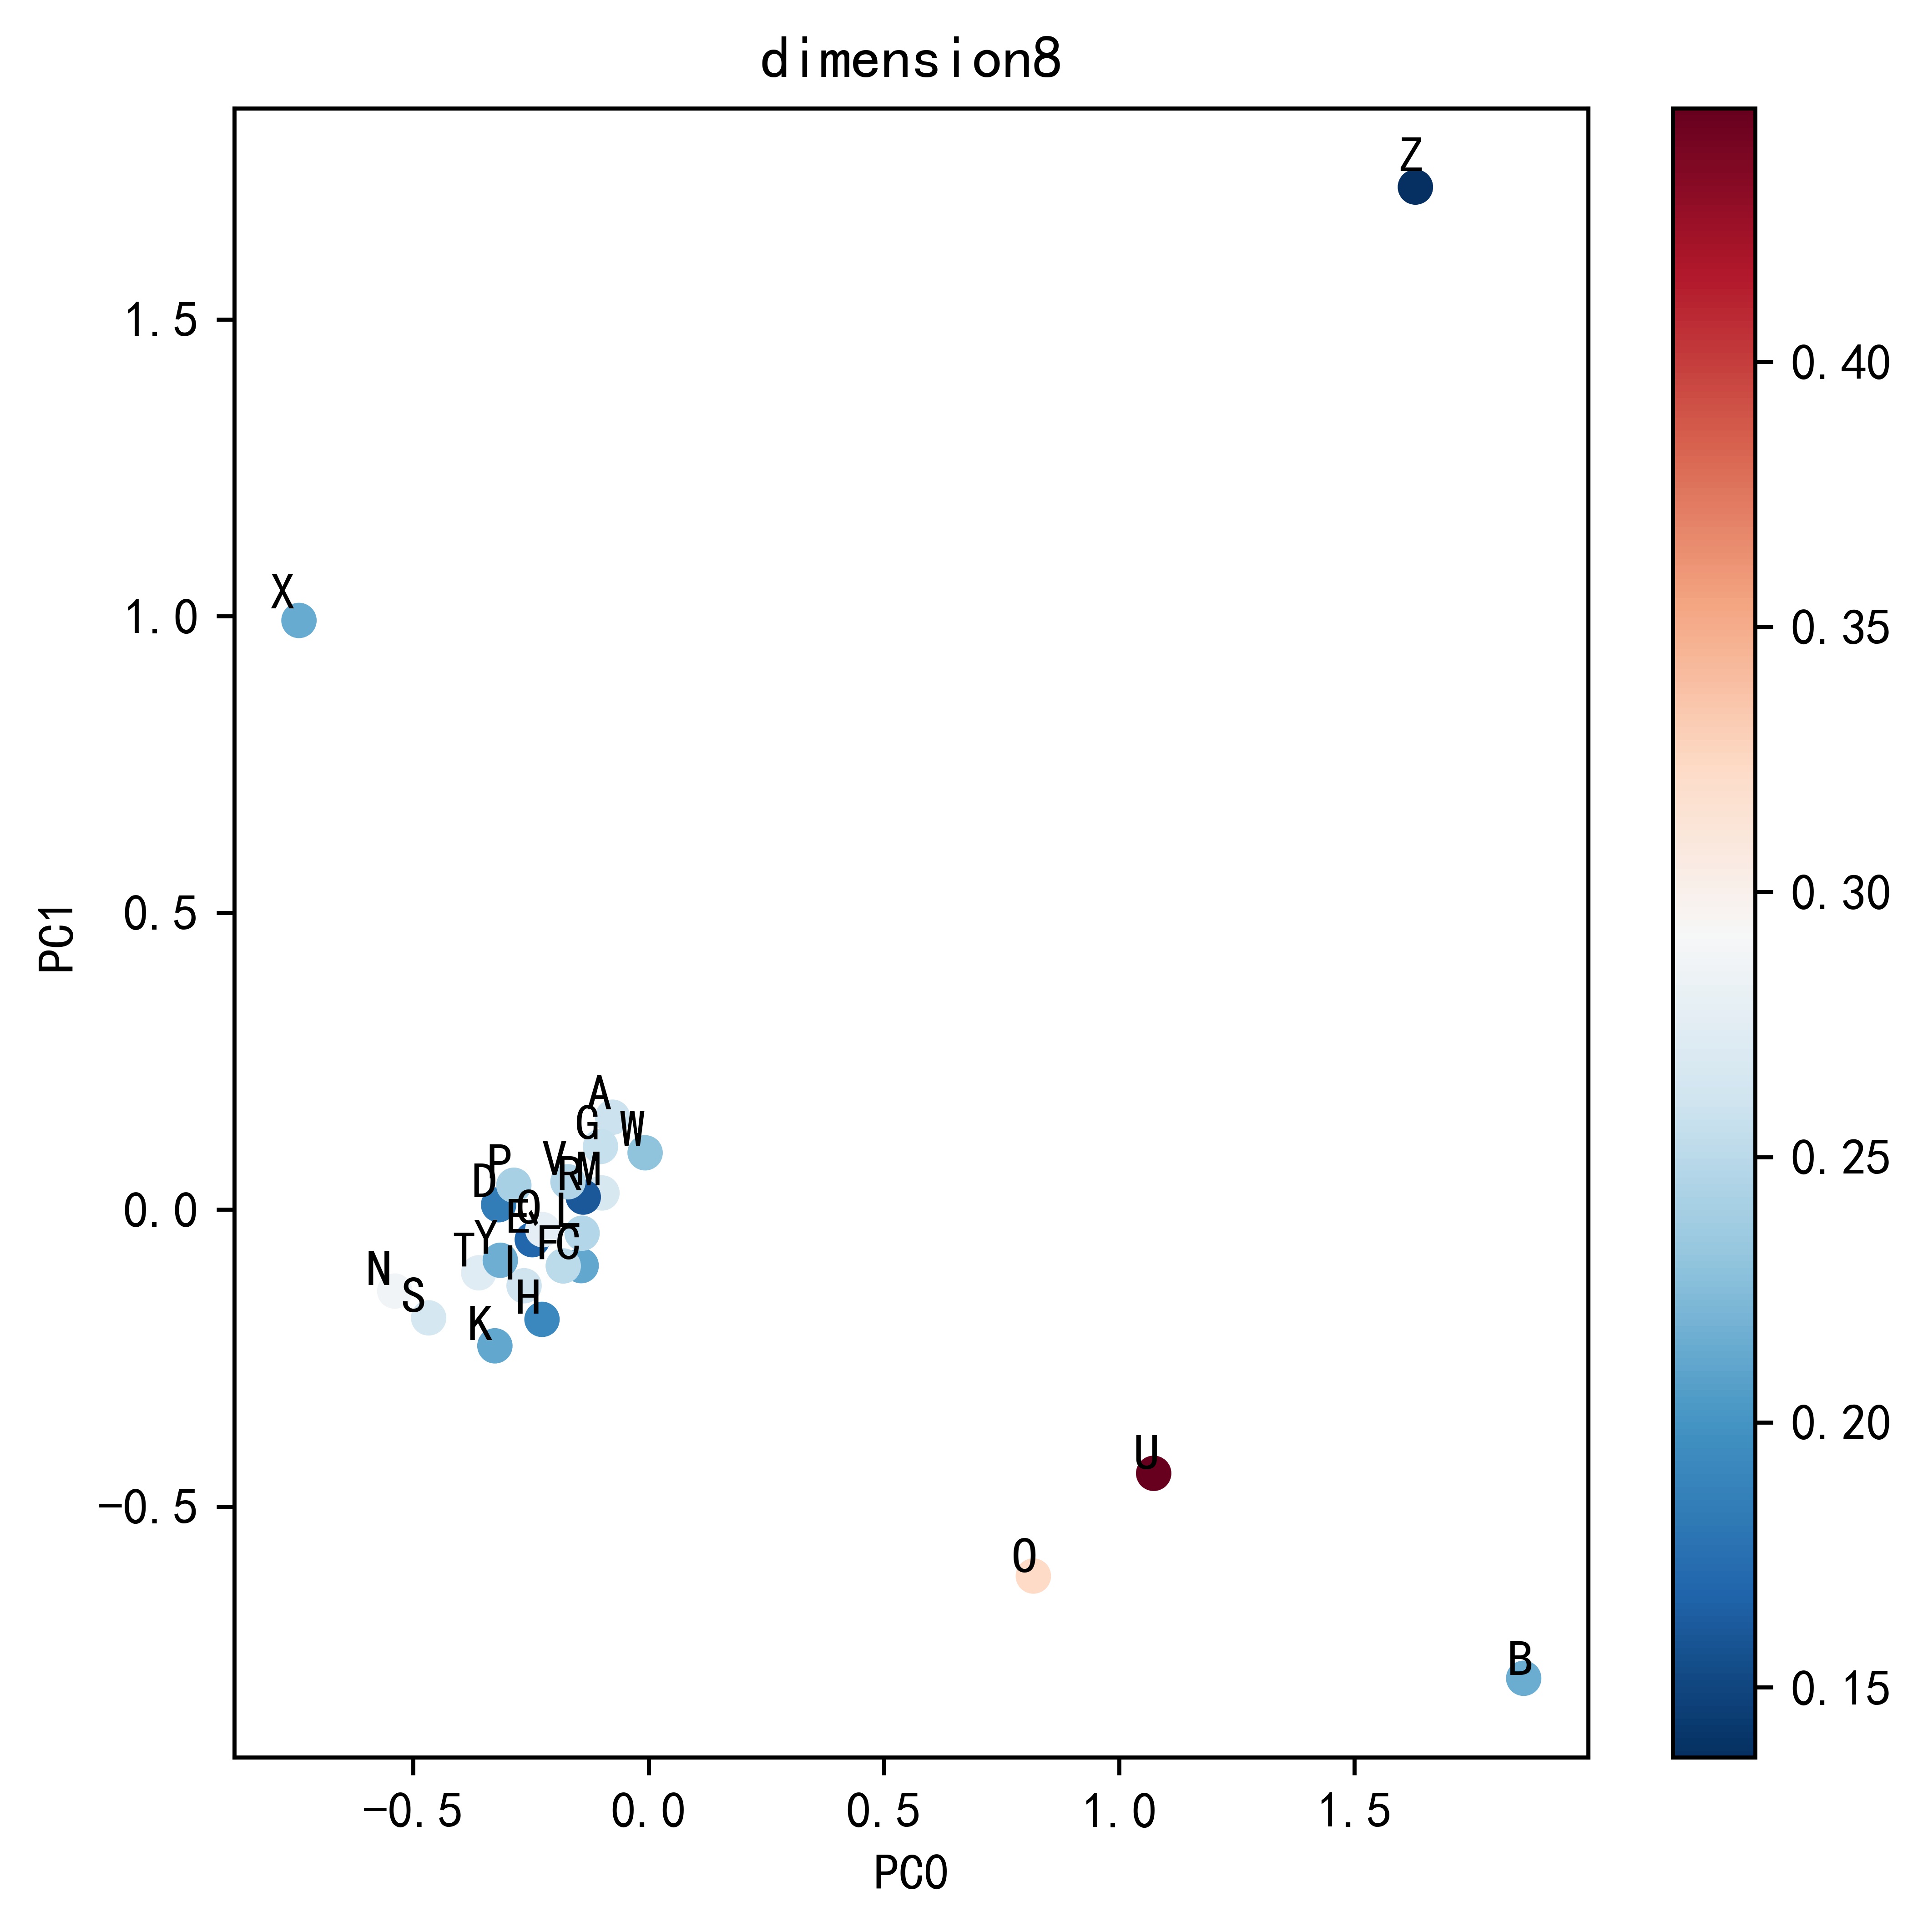 dimension8
Z
1.5
0.40
X
1.0
0.35
0.5
0.30
PC1
A
G W
P V R M
D
0.25
0.0
E Q L
T Y I F C
N S
H
K
0.20
U
-0.5
O
B
0.15
-0.5 0.0 0.5 1.0 1.5
PC0